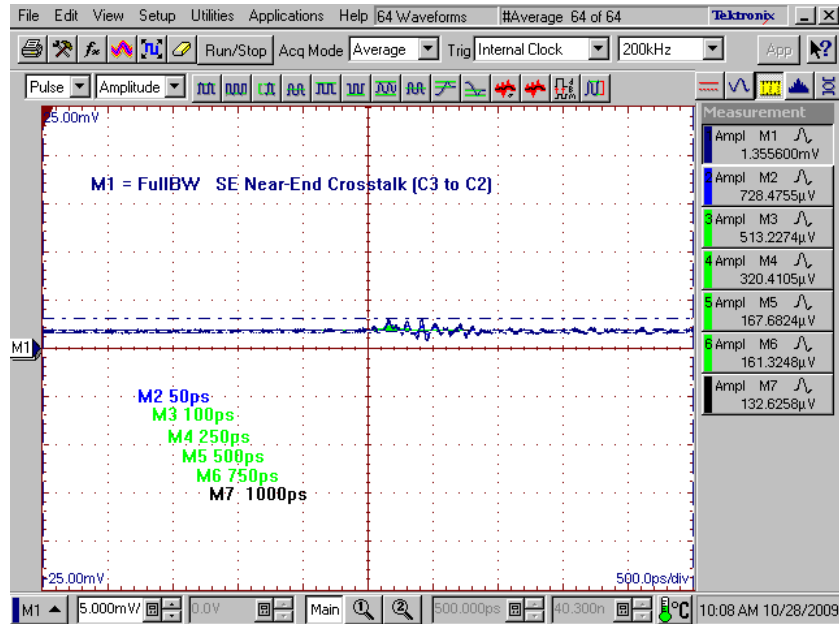 File Edit View Setup Utilities Applications Help 64 Waveforms #Average 64 of 64 Tektronix
Run/Stop Acq Mode Average Trig Internal Clock 200kHz App
Pulse Amplitude
25.00mV
M1 = FullBW SE Near-End Crosstalk (C3 to C2)
M1
M2 50ps
M3 100ps
M4 250ps
M5 500ps
M6 750ps
M7 1000ps
-25.00mV
500.0ps/div
Measurement
Ampl M1
1.355600mV
2 Ampl M2
728.4755µV
3 Ampl M3
513.2274µV
4 Ampl M4
320.4105µV
5 Ampl M5
167.6824µV
6 Ampl M6
161.3248µV
Ampl M7
132.6258µV
M1 5.000mV/ 0.0V Main 1 2 500.000ps 40.300n °C 10:08 AM 10/28/2009